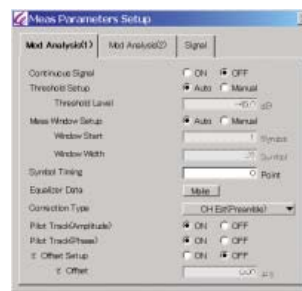 Meas Parameters Setup
Mod Analysis(1) Mod Analysis(2) Signal
Continuous Signal ON OFF
Threshold Setup Auto Manual
Threshold Level dB
Meas Window Setup Auto Manual
Window Start 1 Symbol
Window Width Symbol
Symbol Timing 0 Point
Equalizer Data Make
Correction Type CH Est(Preamble)
Pilot Track(Amplitude) ON OFF
Pilot Track(Phase) ON OFF
Offset Setup ON OFF
Offset